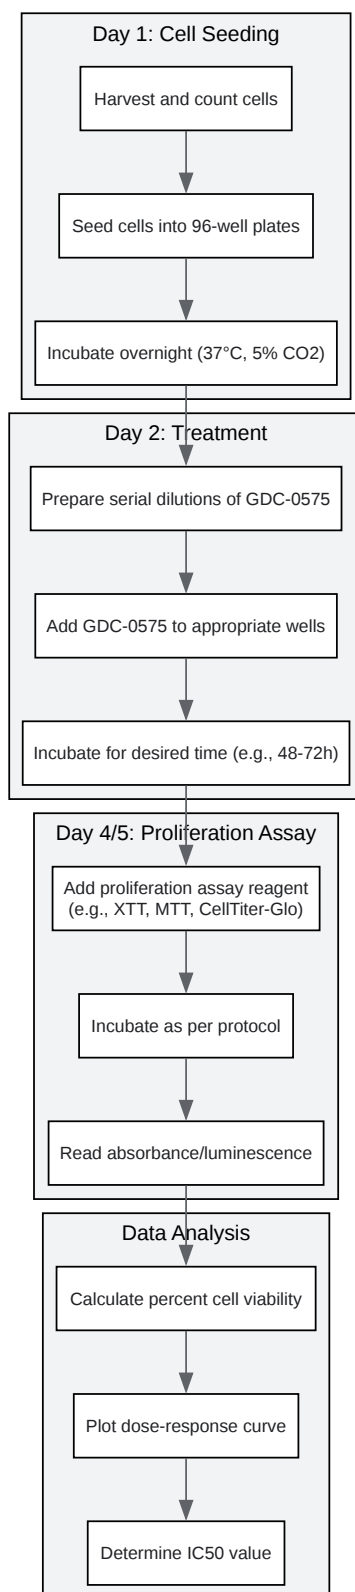 Day 1: Cell Seeding
Harvest and count cells
Seed cells into 96-well plates
Incubate overnight (37°C, 5% CO2)
Day 2: Treatment
Prepare serial dilutions of GDC-0575
Add GDC-0575 to appropriate wells
Incubate for desired time (e.g., 48-72h)
Day 4/5: Proliferation Assay
Add proliferation assay reagent
(e.g., XTT, MTT, CellTiter-Glo)
Incubate as per protocol
Read absorbance/luminescence
Data Analysis
Calculate percent cell viability
Plot dose-response curve
Determine IC50 value